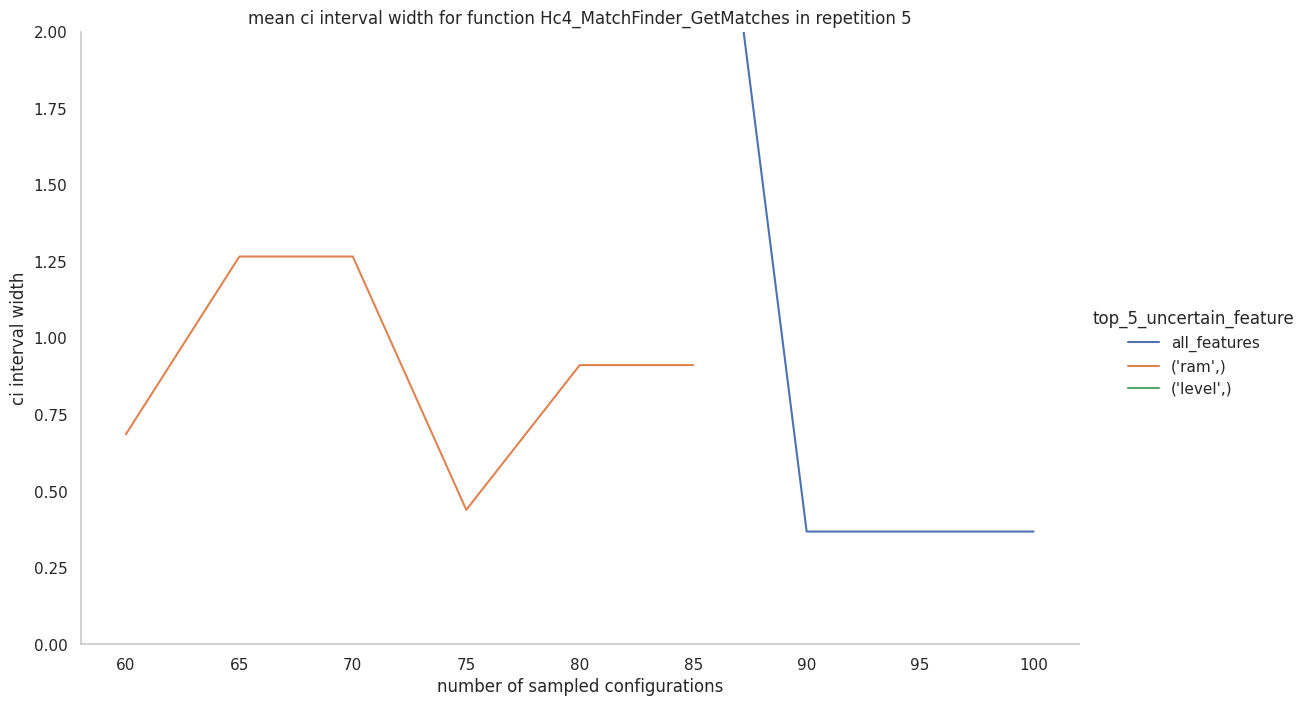 mean ci interval width for function Hc4_MatchFinder_GetMatches in repetition 5
2.00
1.75
1.50
1.25
1.00
0.75
0.50
0.25
0.00
ci interval width
60 65 70 75 80 85 90 95 100
number of sampled configurations
top_5_uncertain_feature
all_features
('ram',)
('level',)